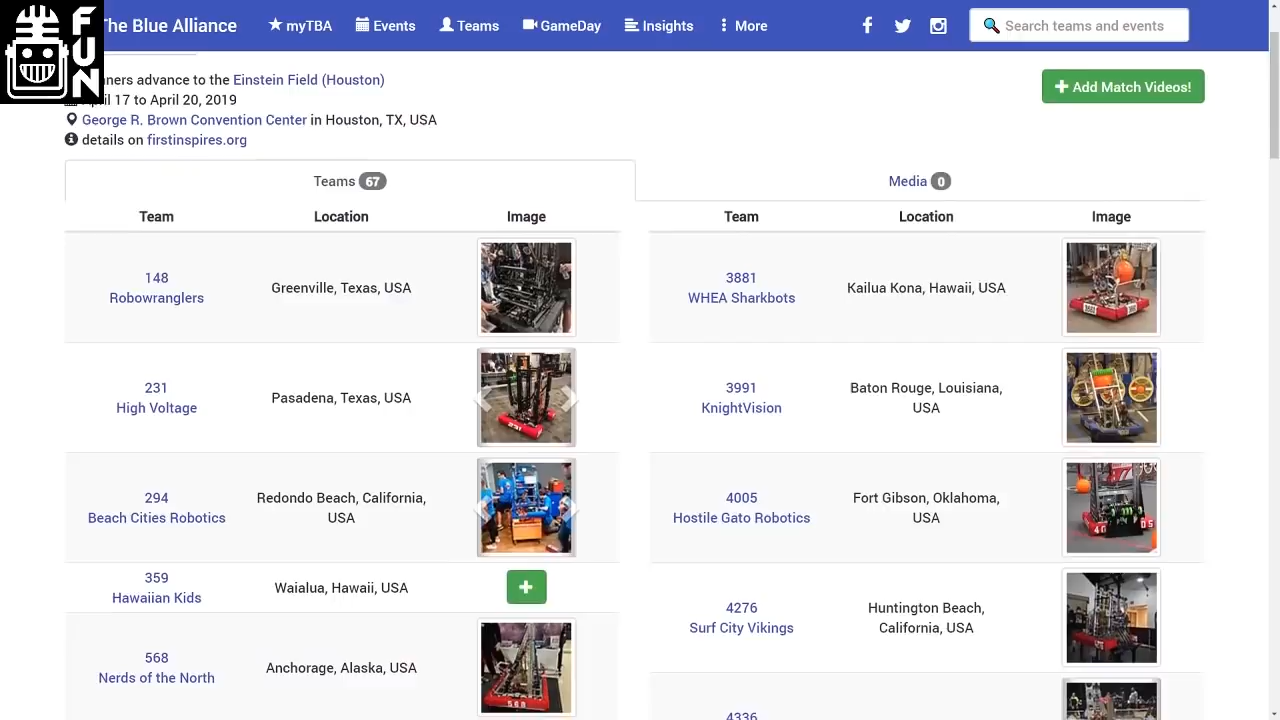 FUN
The Blue Alliance
myTBA
Events
Teams
GameDay
Insights
More
Search teams and events
ners advance to the Einstein Field (Houston)
April 17 to April 20, 2019
George R. Brown Convention Center in Houston, TX, USA
details on firstinspires.org
Add Match Videos!
Teams 67
Media 0
Team Location Image
148
Robowranglers
Greenville, Texas, USA
231
High Voltage
Pasadena, Texas, USA
294
Beach Cities Robotics
Redondo Beach, California,
USA
359
Hawaiian Kids
Waialua, Hawaii, USA
568
Nerds of the North
Anchorage, Alaska, USA
568
Team Location Image
3881
WHEA Sharkbots
Kailua Kona, Hawaii, USA
3991
KnightVision
Baton Rouge, Louisiana,
USA
4005
Hostile Gato Robotics
Fort Gibson, Oklahoma,
USA
4276
Surf City Vikings
Huntington Beach,
California, USA
4336